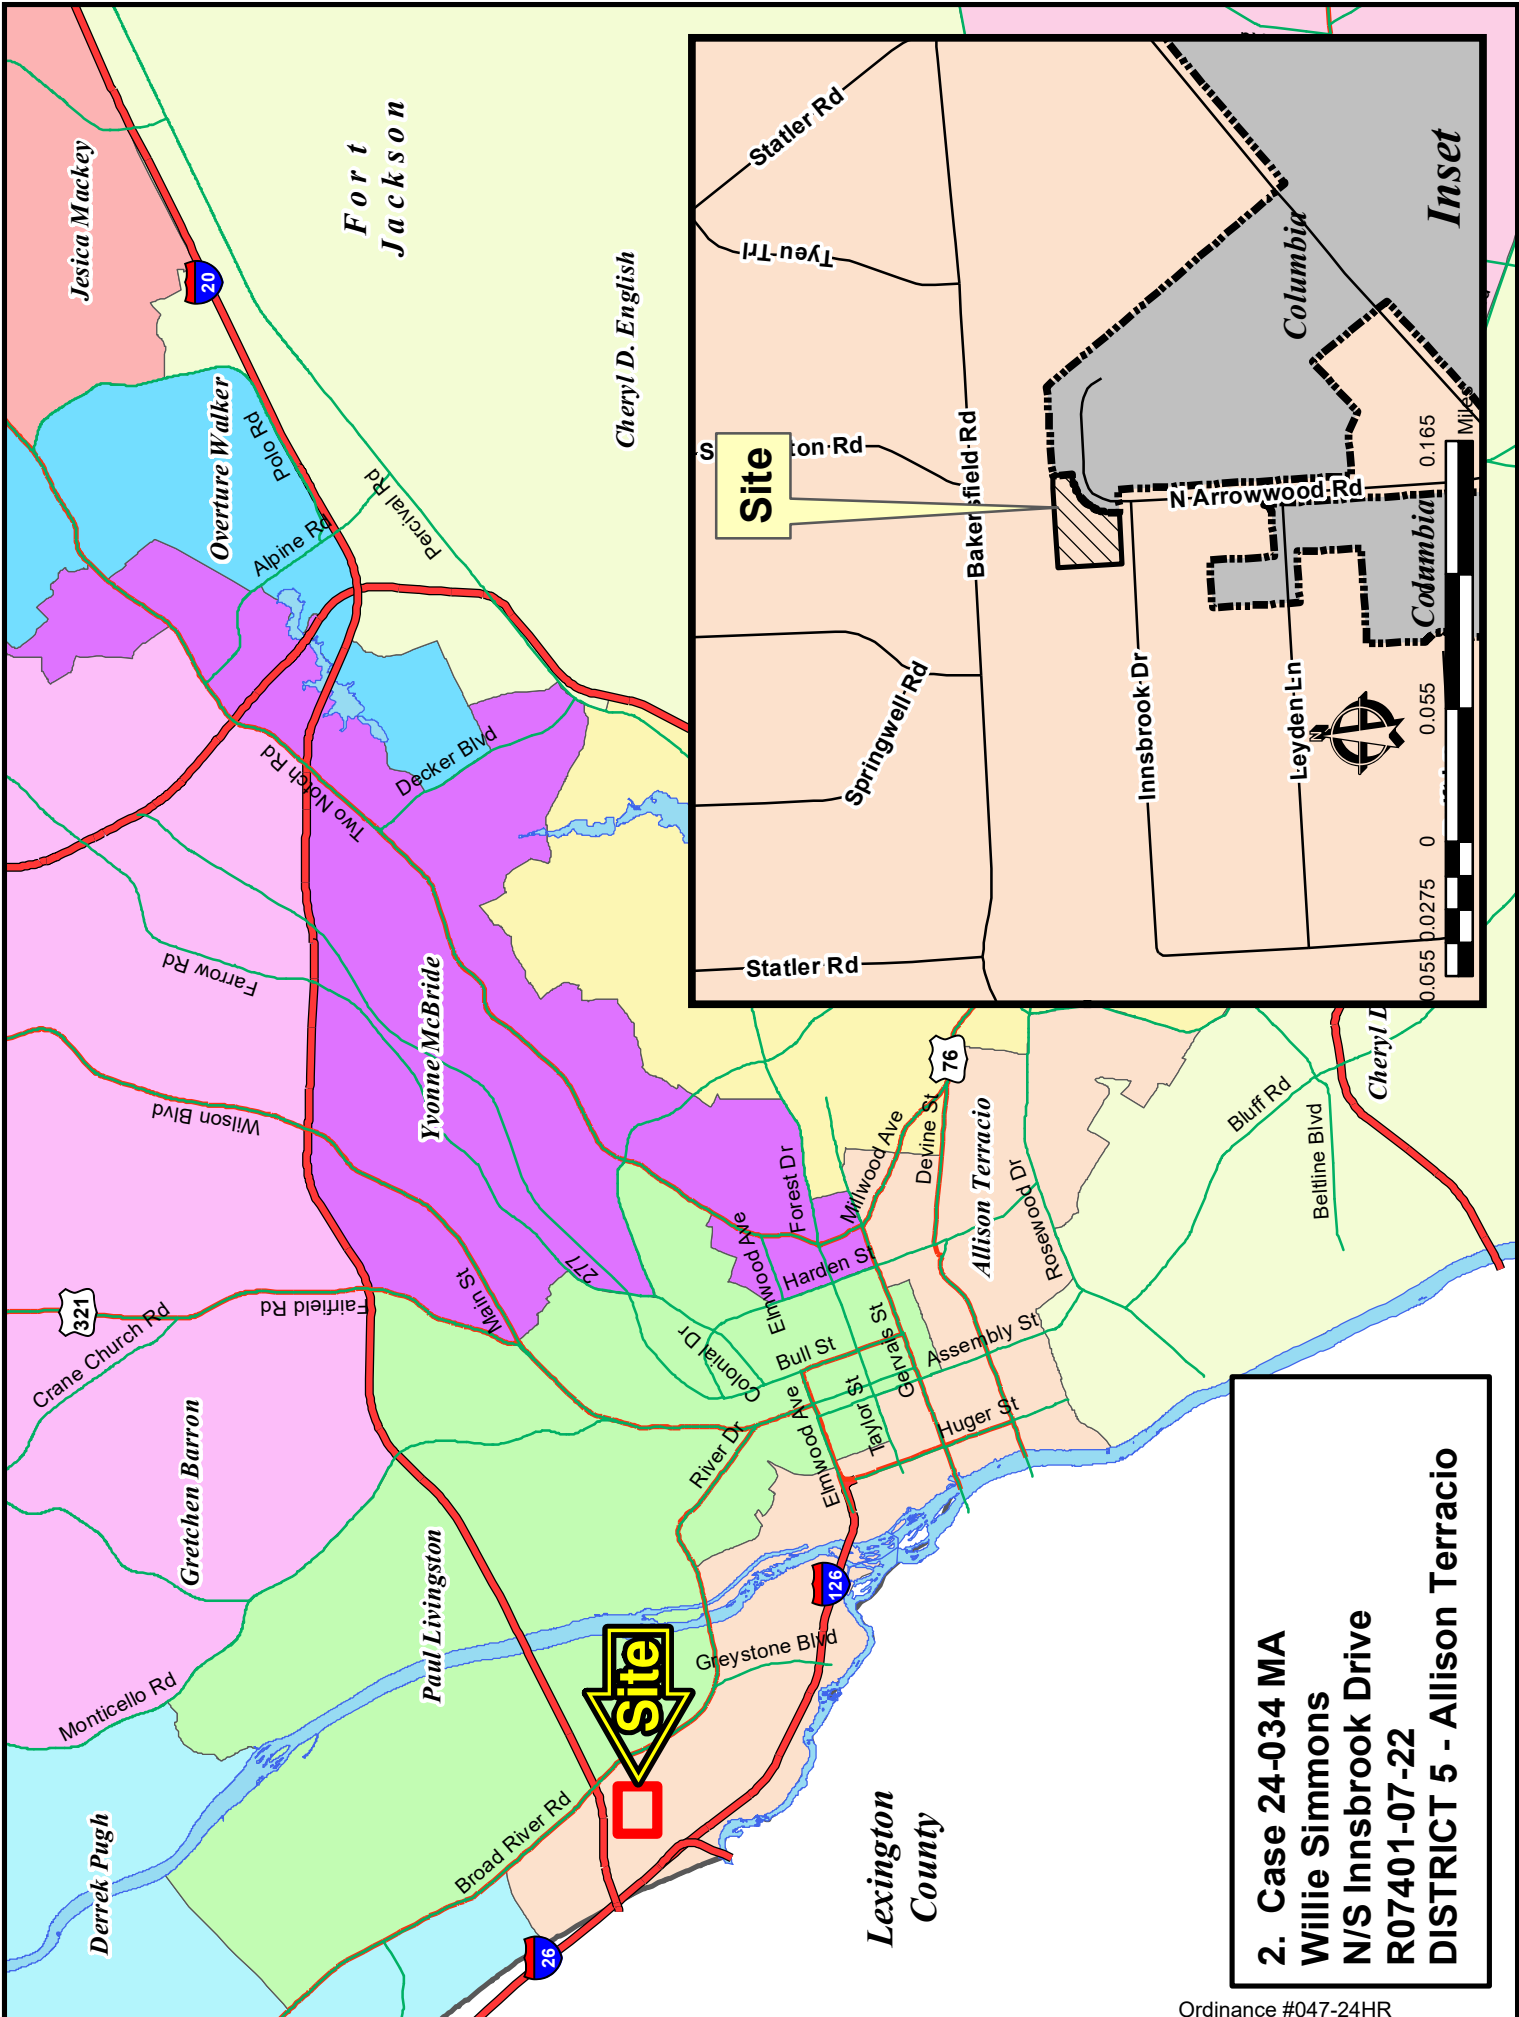 Jesica Mackey
Fort
Jackson
20
Overture Walker
Polo Rd
Cheryl D. English
Alpine Rd
Percival Rd
Two Notch Rd
Decker Blvd
Farrow Rd
Yvonne McBride
Wilson Blvd
321
Crane Church Rd
Fairfield Rd
Main St
277
Gretchen Barron
Colonial Dr
Elmwood Ave
Forest Dr
Harden St
Millwood Ave
Devine St
76
Allison Terracio
Rosewood Dr
Bluff Rd
Beltline Blvd
Cheryl D
Bull St
Gervais St
Assembly St
Taylor St
Elmwood Ave
Huger St
River Dr
Paul Livingston
126
Greystone Blvd
Site
Monticello Rd
Broad River Rd
Derrek Pugh
26
Lexington
County
Statler Rd
Tyeu Trl
S
ton Rd
Site
Bakersfield Rd
Columbia
Inset
N Arrowwood Rd
Columbia
Springwell Rd
Innsbrook Dr
Leyden Ln
Statler Rd
N
0.055 0.0275 0 0.055 0.165
Miles
2. Case 24-034 MA
Willie Simmons
N/S Innsbrook Drive
R07401-07-22
DISTRICT 5 - Allison Terracio
Ordinance #047-24HR